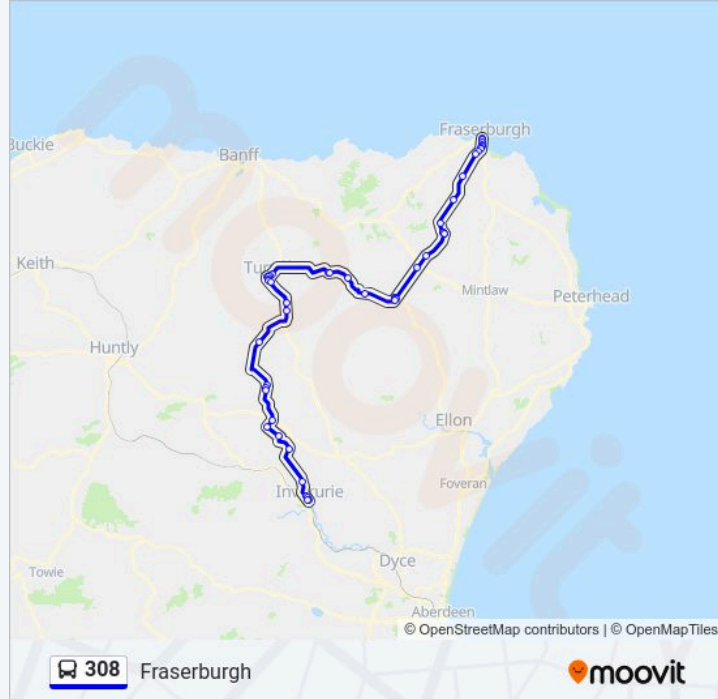 Buckie
Banff
Fraserburgh
Keith
Tur
Mintlaw
Peterhead
Huntly
Ellon
Foveran
Inverurie
Dyce
Towie
Aberdeen
© OpenStreetMap contributors | © OpenMapTiles
308 Fraserburgh
moovit